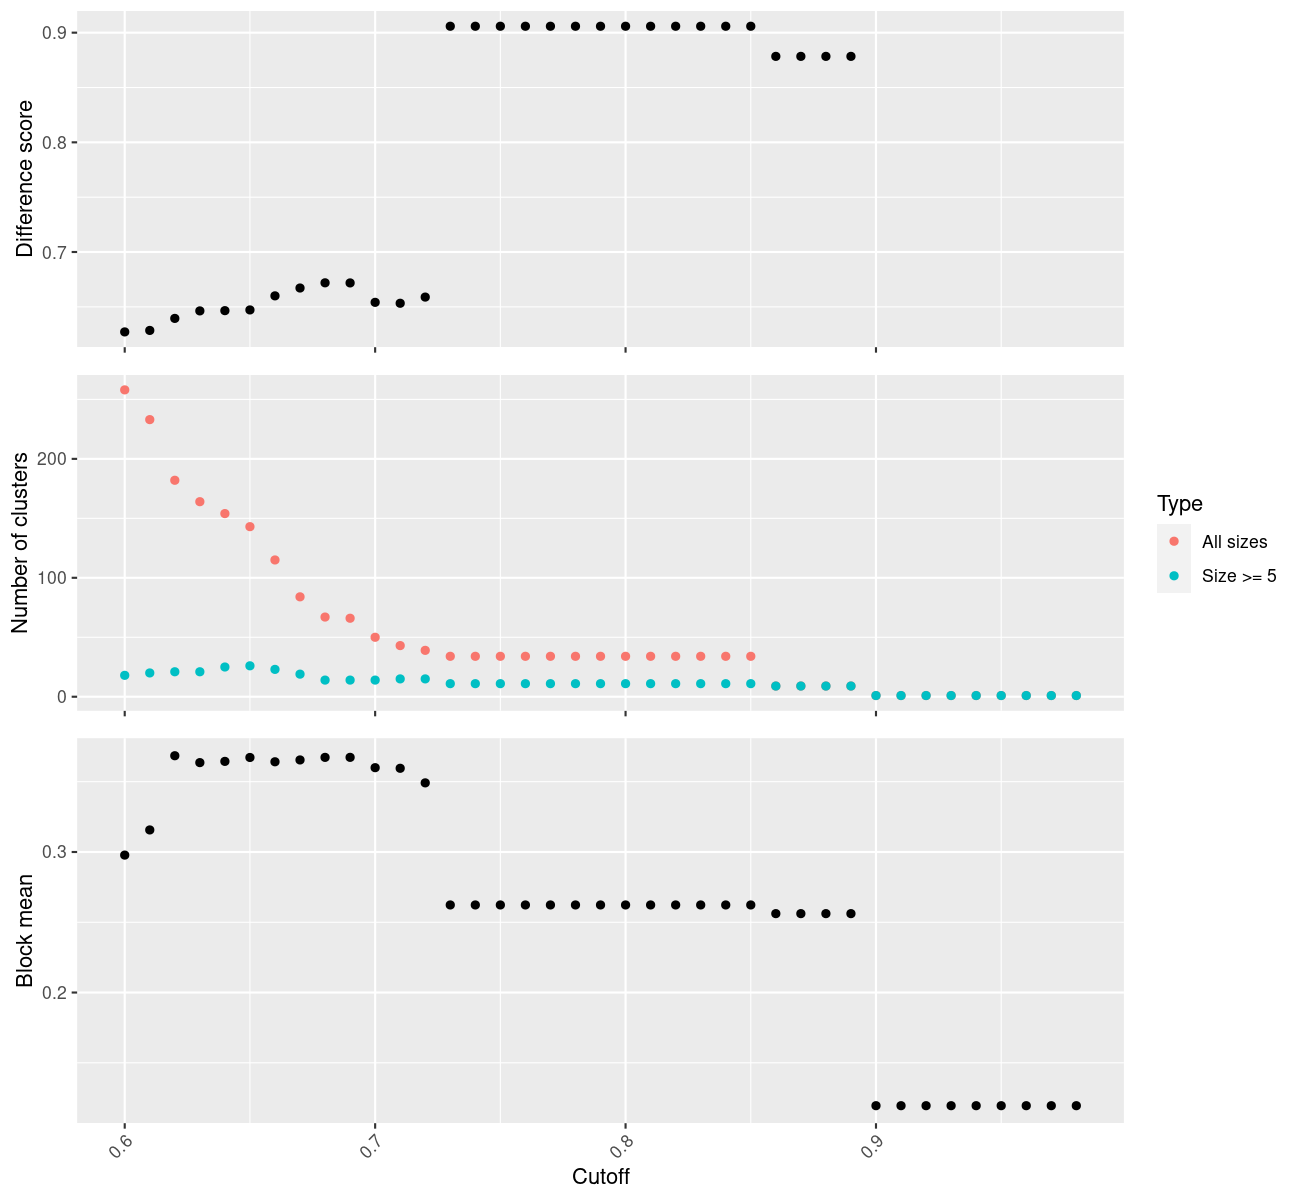 0.9
0.8
0.7
Difference score
200
100
0
Number of clusters
Type
All sizes
Size >= 5
0.3
0.2
Block mean
0.6
0.7
0.8
0.9
Cutoff